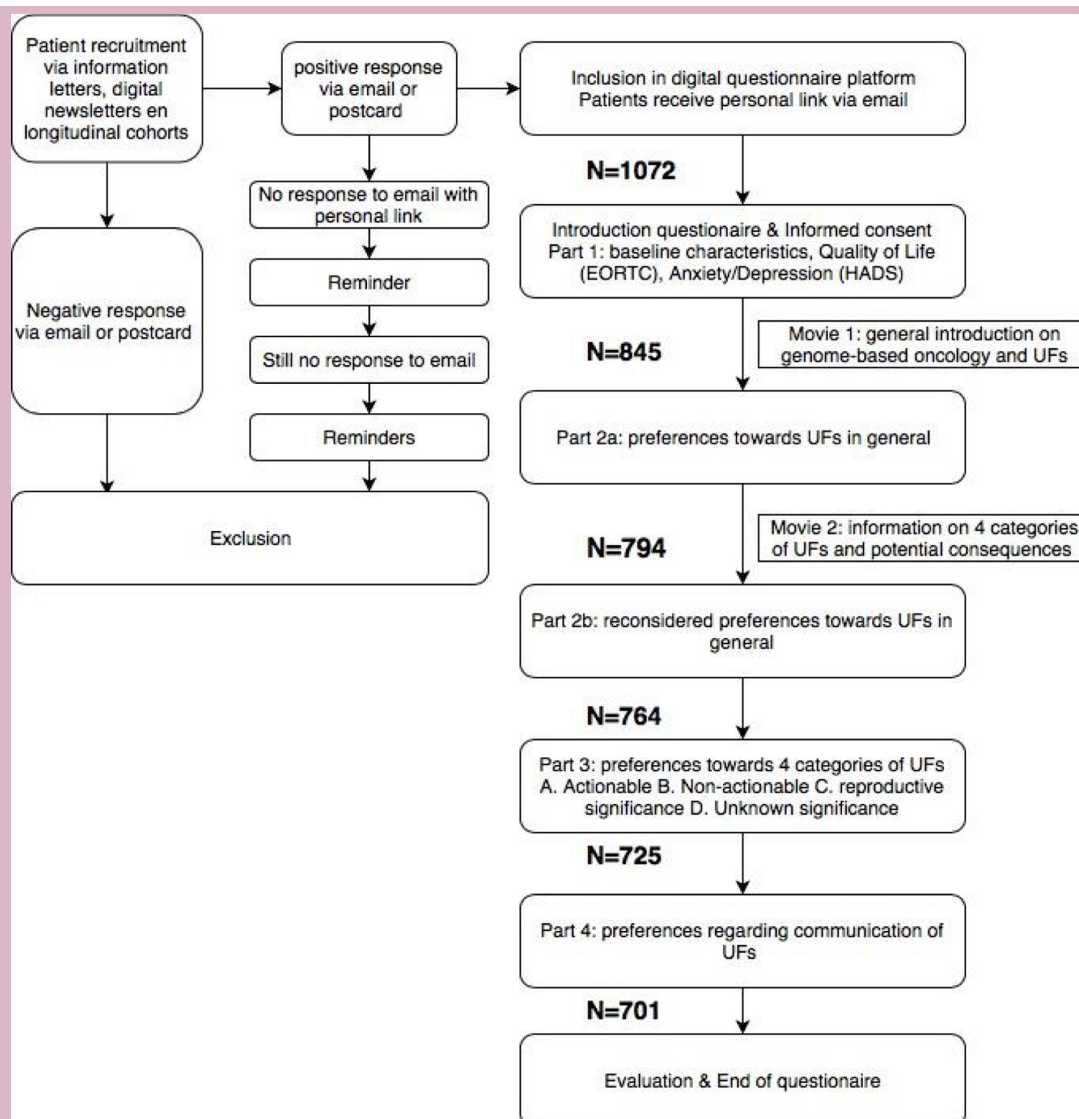 Patient recruitment
via information
letters, digital
newsletters en
longitudinal cohorts
positive response
via email or
postcard
Inclusion in digital questionnaire platform
Patients receive personal link via email
N=1072
No response to email with
personal link
Introduction questionaire & Informed consent
Part 1: baseline characteristics, Quality of Life
(EORTC), Anxiety/Depression (HADS)
Reminder
Negative response
via email or postcard
N=845
Movie 1: general introduction on
genome-based oncology and UFs
Still no response to email
Reminders
Part 2a: preferences towards UFs in general
Exclusion
N=794
Movie 2: information on 4 categories
of UFs and potential consequences
Part 2b: reconsidered preferences towards UFs in
general
N=764
Part 3: preferences towards 4 categories of UFs
A. Actionable B. Non-actionable C. reproductive
significance D. Unknown significance
N=725
Part 4: preferences regarding communication of
UFs
N=701
Evaluation & End of questionaire